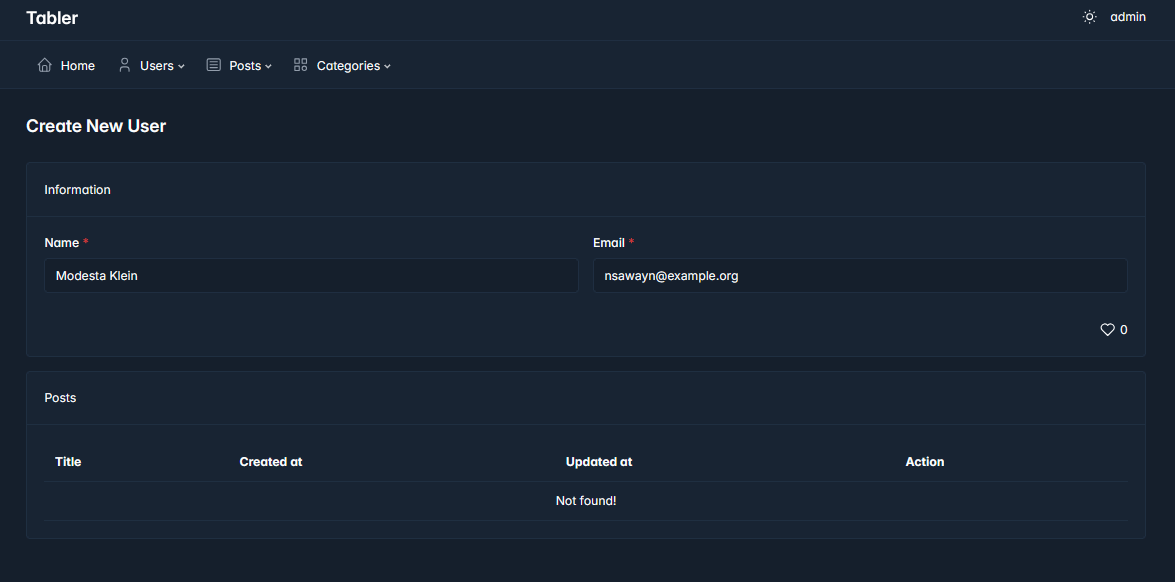 Tabler
admin
Home Users Posts Categories
Create New User
Information
Name * Email *
Modesta Klein nsawayn@example.org
0
Posts
Title Created at Updated at Action
Not found!